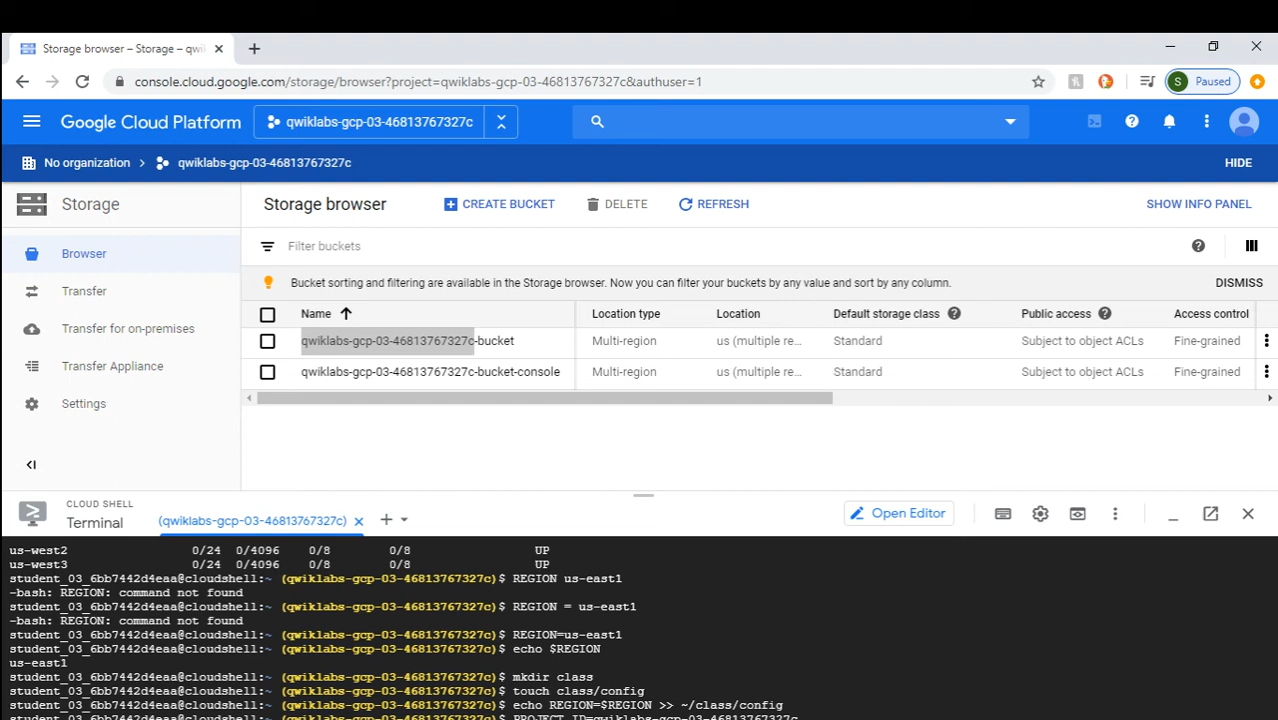 Storage browser – Storage – qwi
console.cloud.google.com/storage/browser?project=qwiklabs-gcp-03-46813767327c&authuser=1
S Paused
Google Cloud Platform
qwiklabs-gcp-03-46813767327c
No organization
qwiklabs-gcp-03-46813767327c
HIDE
Storage
Storage browser
CREATE BUCKET
DELETE
REFRESH
SHOW INFO PANEL
Browser
Transfer
Transfer for on-premises
Transfer Appliance
Settings
Filter buckets
Bucket sorting and filtering are available in the Storage browser. Now you can filter your buckets by any value and sort by any column.
DISMISS
Name Location type Location Default storage class Public access Access control
qwiklabs-gcp-03-46813767327c-bucket Multi-region us (multiple re... Standard Subject to object ACLs Fine-grained
qwiklabs-gcp-03-46813767327c-bucket-console Multi-region us (multiple re... Standard Subject to object ACLs Fine-grained
CLOUD SHELL
Terminal
(qwiklabs-gcp-03-46813767327c)
Open Editor
us-west2 0/24 0/4096 0/8 0/8 UP
us-west3 0/24 0/4096 0/8 0/8 UP
student_03_6bb7442d4eaa@cloudshell:~ (qwiklabs-gcp-03-46813767327c)$ REGION us-east1
-bash: REGION: command not found
student_03_6bb7442d4eaa@cloudshell:~ (qwiklabs-gcp-03-46813767327c)$ REGION = us-east1
-bash: REGION: command not found
student_03_6bb7442d4eaa@cloudshell:~ (qwiklabs-gcp-03-46813767327c)$ REGION=us-east1
student_03_6bb7442d4eaa@cloudshell:~ (qwiklabs-gcp-03-46813767327c)$ echo $REGION
us-east1
student_03_6bb7442d4eaa@cloudshell:~ (qwiklabs-gcp-03-46813767327c)$ mkdir class
student_03_6bb7442d4eaa@cloudshell:~ (qwiklabs-gcp-03-46813767327c)$ touch class/config
student_03_6bb7442d4eaa@cloudshell:~ (qwiklabs-gcp-03-46813767327c)$ echo REGION=$REGION >> ~/class/config
student_03_6bb7442d4eaa@cloudshell:~ (qwiklabs-gcp-03-46813767327c)$ PROJECT_ID=qwiklabs-gcp-03-46813767327c